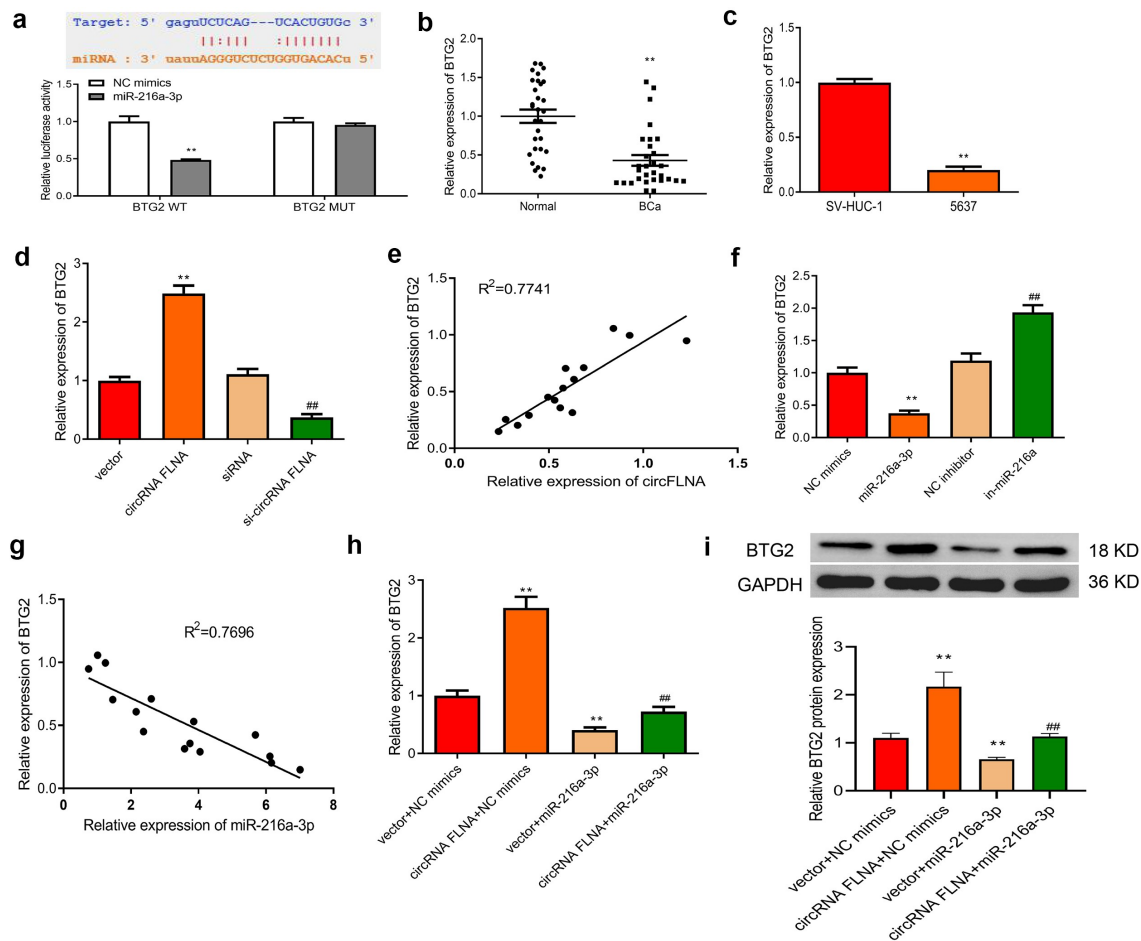 a
Target: 5' gaguUCUCAG---UCACUGUGc 3'
||:||| :|||||||
miRNA : 3' uauuAGGGUCUCUGGUGACACu 5'
NC mimics
miR-216a-3p
Relative luciferase activity
1.5
1.0
0.5
0.0
**
BTG2 WT
BTG2 MUT
b
Relative expression of BTG2
2.0
1.5
1.0
0.5
0.0
**
Normal
BCa
c
Relative expression of BTG2
1.5
1.0
0.5
0.0
**
SV-HUC-1
5637
d
Relative expression of BTG2
3
2
1
0
**
##
vector
circRNA FLNA
siRNA
si-circRNA FLNA
e
Relative expression of BTG2
1.5
1.0
0.5
0.0
R²=0.7741
0.0
0.5
1.0
1.5
Relative expression of circFLNA
f
Relative expression of BTG2
2.5
2.0
1.5
1.0
0.5
0.0
**
##
NC mimics
miR-216a-3p
NC inhibitor
in-miR-216a
g
Relative expression of BTG2
1.5
1.0
0.5
0.0
R²=0.7696
0
2
4
6
8
Relative expression of miR-216a-3p
h
Relative expression of BTG2
3
2
1
0
**
**
##
vector+NC mimics
circRNA FLNA+NC mimics
vector+miR-216a-3p
circRNA FLNA+miR-216a-3p
i
BTG2
18 KD
GAPDH
36 KD
Relative BTG2 protein expression
3
2
1
0
**
**
##
vector+NC mimics
circRNA FLNA+NC mimics
vector+miR-216a-3p
circRNA FLNA+miR-216a-3p